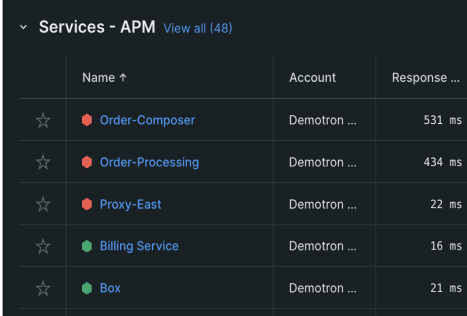 Services - APM View all (48)
Name ↑ Account Response ...
Order-Composer Demotron ... 531 ms
Order-Processing Demotron ... 434 ms
Proxy-East Demotron ... 22 ms
Billing Service Demotron ... 16 ms
Box Demotron ... 21 ms